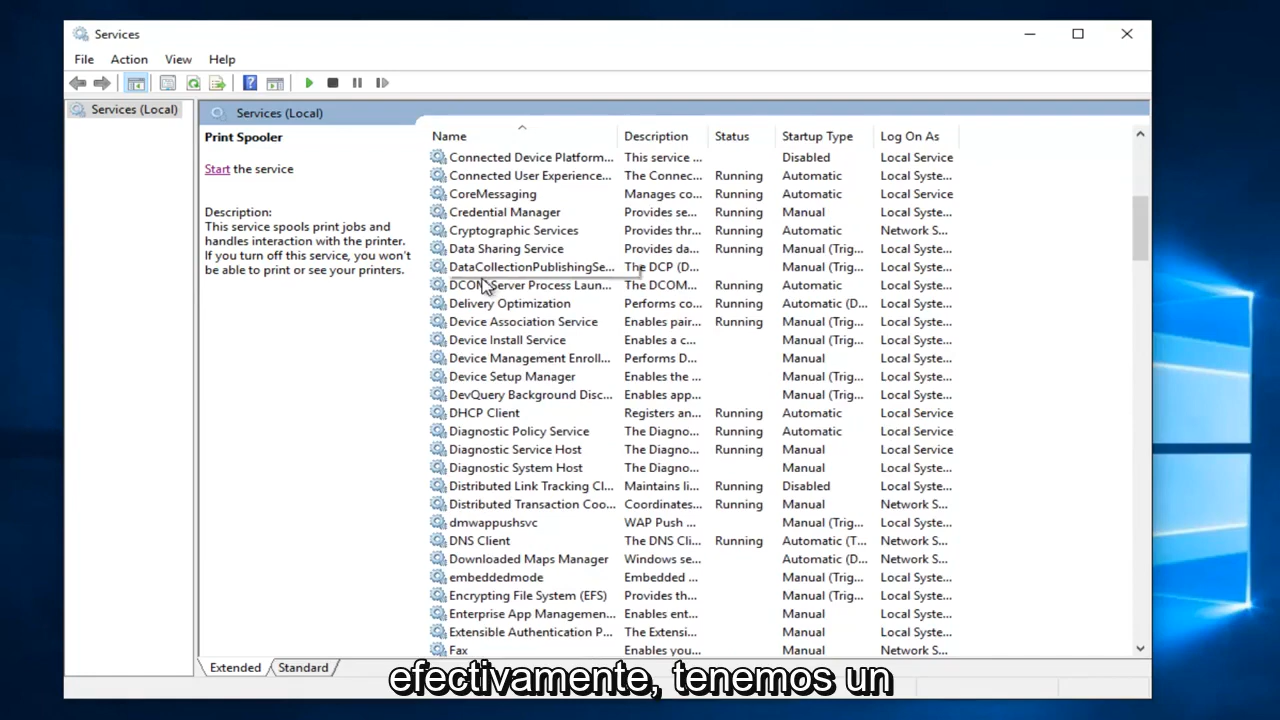 Services
File Action View Help
Services (Local)
Services (Local)
Print Spooler
Start the service
Description:
This service spools print jobs and
handles interaction with the printer.
If you turn off this service, you won't
be able to print or see your printers.
Name Description Status Startup Type Log On As
Connected Device Platform... This service ... Disabled Local Service
Connected User Experience... The Connec... Running Automatic Local Syste...
CoreMessaging Manages co... Running Automatic Local Service
Credential Manager Provides se... Running Manual Local Syste...
Cryptographic Services Provides thr... Running Automatic Network S...
Data Sharing Service Provides da... Running Manual (Trig... Local Syste...
DataCollectionPublishingSe... The DCP (D... Manual (Trig... Local Syste...
DCOM Server Process Laun... The DCOM... Running Automatic Local Syste...
Delivery Optimization Performs co... Running Automatic (D... Local Syste...
Device Association Service Enables pair... Running Manual (Trig... Local Syste...
Device Install Service Enables a c... Manual (Trig... Local Syste...
Device Management Enroll... Performs D... Manual Local Syste...
Device Setup Manager Enables the ... Manual (Trig... Local Syste...
DevQuery Background Disc... Enables app... Manual (Trig... Local Syste...
DHCP Client Registers an... Running Automatic Local Service
Diagnostic Policy Service The Diagno... Running Automatic Local Service
Diagnostic Service Host The Diagno... Running Manual Local Service
Diagnostic System Host The Diagno... Manual Local Syste...
Distributed Link Tracking Cl... Maintains li... Running Disabled Local Syste...
Distributed Transaction Coo... Coordinates... Running Manual Network S...
dmwappushsvc WAP Push ... Manual (Trig... Local Syste...
DNS Client The DNS Cli... Running Automatic (T... Network S...
Downloaded Maps Manager Windows se... Automatic (D... Network S...
embeddedmode Embedded ... Manual (Trig... Local Syste...
Encrypting File System (EFS) Provides th... Manual (Trig... Local Syste...
Enterprise App Managemen... Enables ent... Manual Local Syste...
Extensible Authentication P... The Extensi... Manual Local Syste...
Fax Enables you... Manual Network S...
Extended Standard
efectivamente, tenemos un